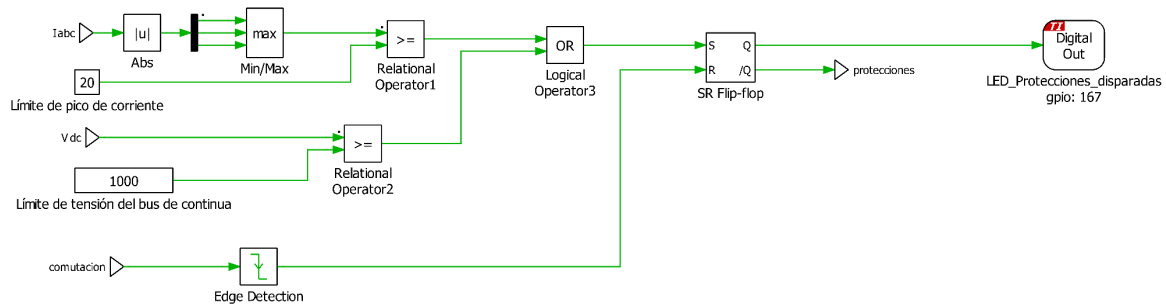 Iabc
|u|
Abs
max
Min/Max
>=
Relational
Operator1
20
Límite de pico de corriente
OR
Logical
Operator3
S
Q
R
/Q
SR Flip-flop
protecciones
TI
Digital
Out
LED_Protecciones_disparadas
gpio: 167
Vdc
>=
Relational
Operator2
1000
Límite de tensión del bus de continua
comutacion
Edge Detection